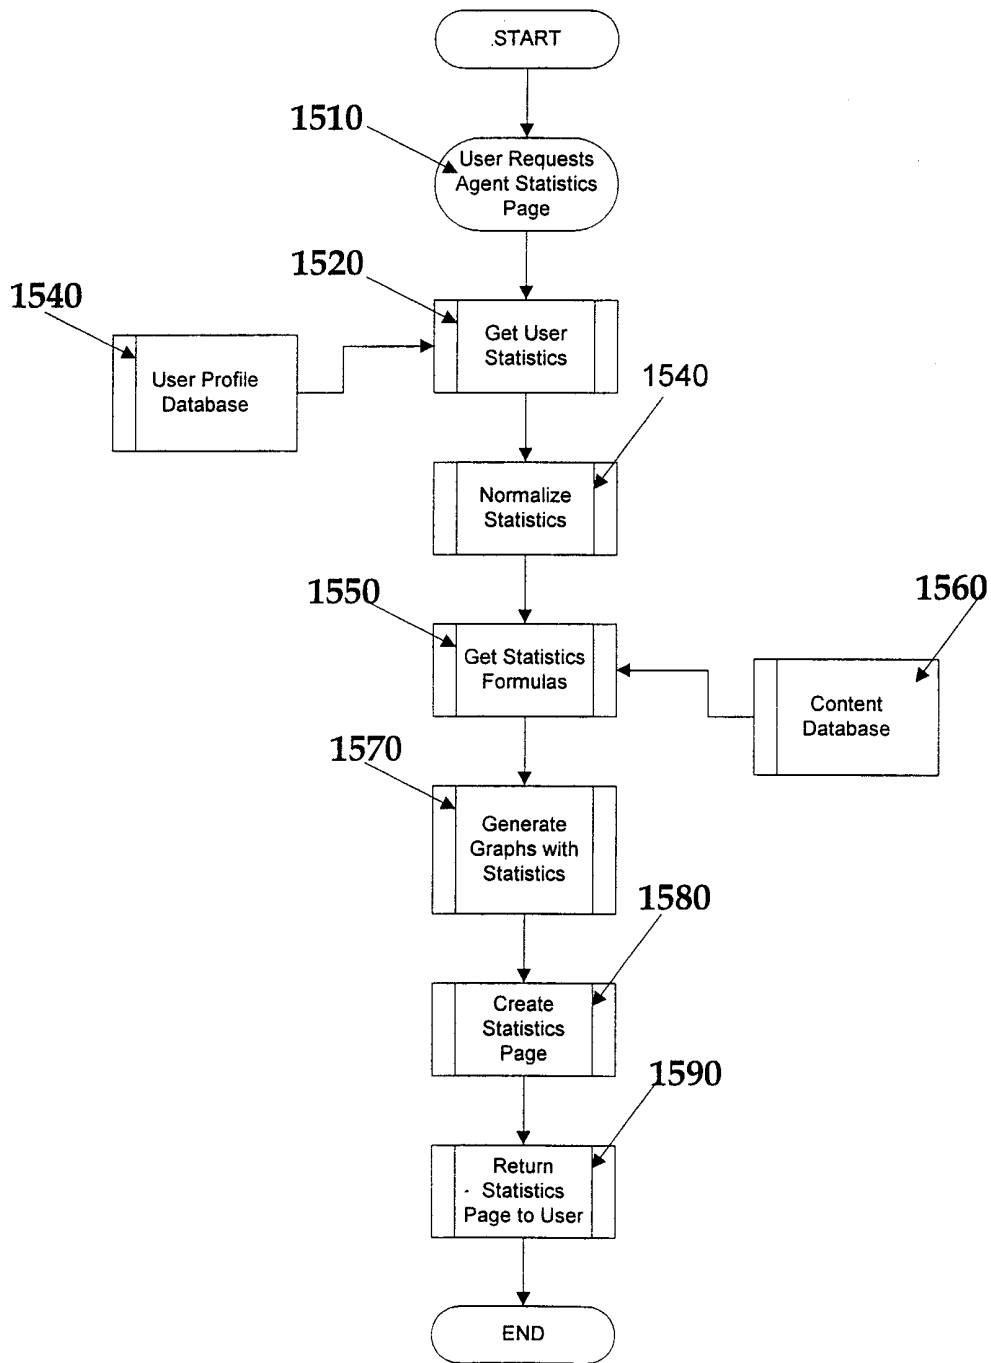 START
1510
User Requests
Agent Statistics
Page
1520
Get User
Statistics
1540
User Profile
Database
1540
Normalize
Statistics
1550
Get Statistics
Formulas
1560
Content
Database
1570
Generate
Graphs with
Statistics
1580
Create
Statistics
Page
1590
Return
Statistics
Page to User
END